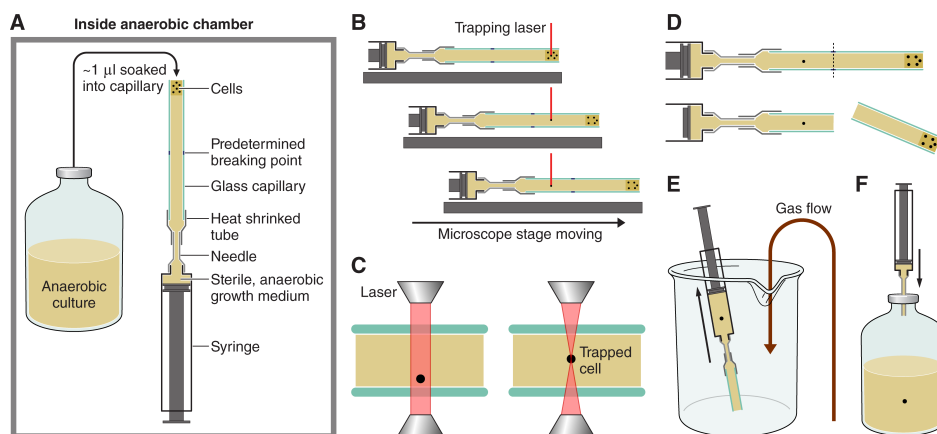 A
Inside anaerobic chamber
~1 µl soaked
into capillary
Cells
Predetermined
breaking point
Glass capillary
Heat shrinked
tube
Needle
Sterile, anaerobic
growth medium
Syringe
Anaerobic
culture
B
Trapping laser
Microscope stage moving
C
Laser
Trapped
cell
D
E
Gas flow
F